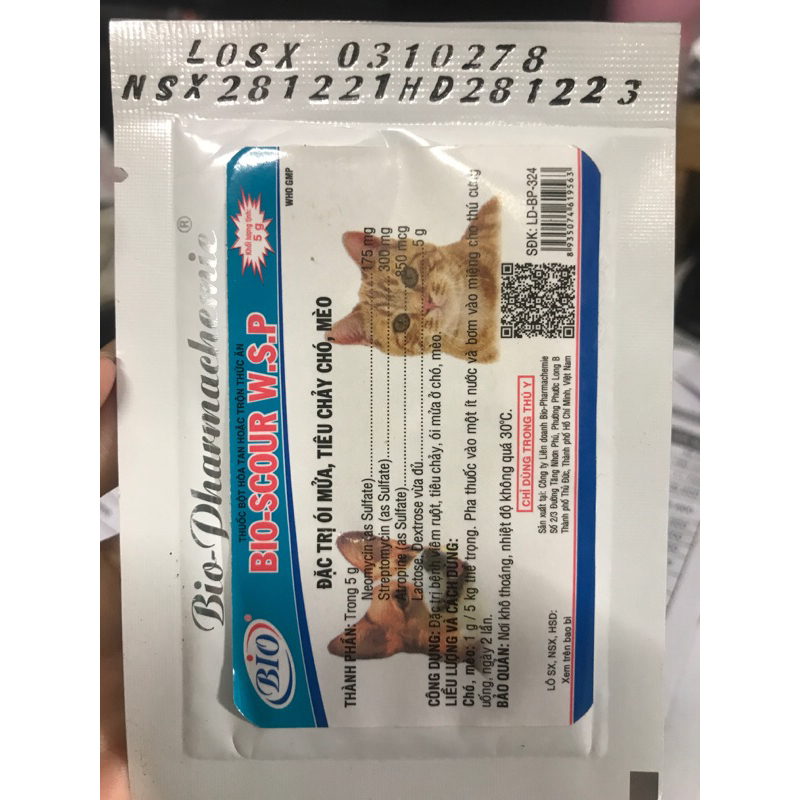 LOSX 0310278
NSX281221HD281223
Bio-Pharmachemie®
BIO
THUỐC BỘT HÒA TAN HOẶC TRỘN THỨC ĂN
BIO-SCOUR W.S.P
Khối lượng tịnh:
5 g
WHO GMP
ĐẶC TRỊ ÓI MỬA, TIÊU CHẢY CHÓ, MÈO
THÀNH PHẦN: Trong 5 g
Neomycin (as Sulfate)...175 mg
Streptomycin (as Sulfate)...300 mg
Atropine (as Sulfate)...850 mcg
Lactose, Dextrose vừa đủ...5 g
CÔNG DỤNG: Đặc trị bệnh viêm ruột, tiêu chảy, ói mửa ở chó, mèo.
LIỀU LƯỢNG VÀ CÁCH DÙNG:
Chó, mèo: 1 g / 5 kg thể trọng. Pha thuốc vào một ít nước và bơm vào miệng cho thú cưng
uống, ngày 2 lần.
BẢO QUẢN: Nơi khô thoáng, nhiệt độ không quá 30°C.
CHỈ DÙNG TRONG THÚ Y
SĐK: LD-BP-324
8935074619563
LÔ SX, NSX, HSD:
Xem trên bao bì
Sản xuất tại: Công ty Liên doanh Bio-Pharmachemie
Số 2/3 Đường Tăng Nhơn Phú, Phường Phước Long B
Thành phố Thủ Đức, Thành phố Hồ Chí Minh, Việt Nam